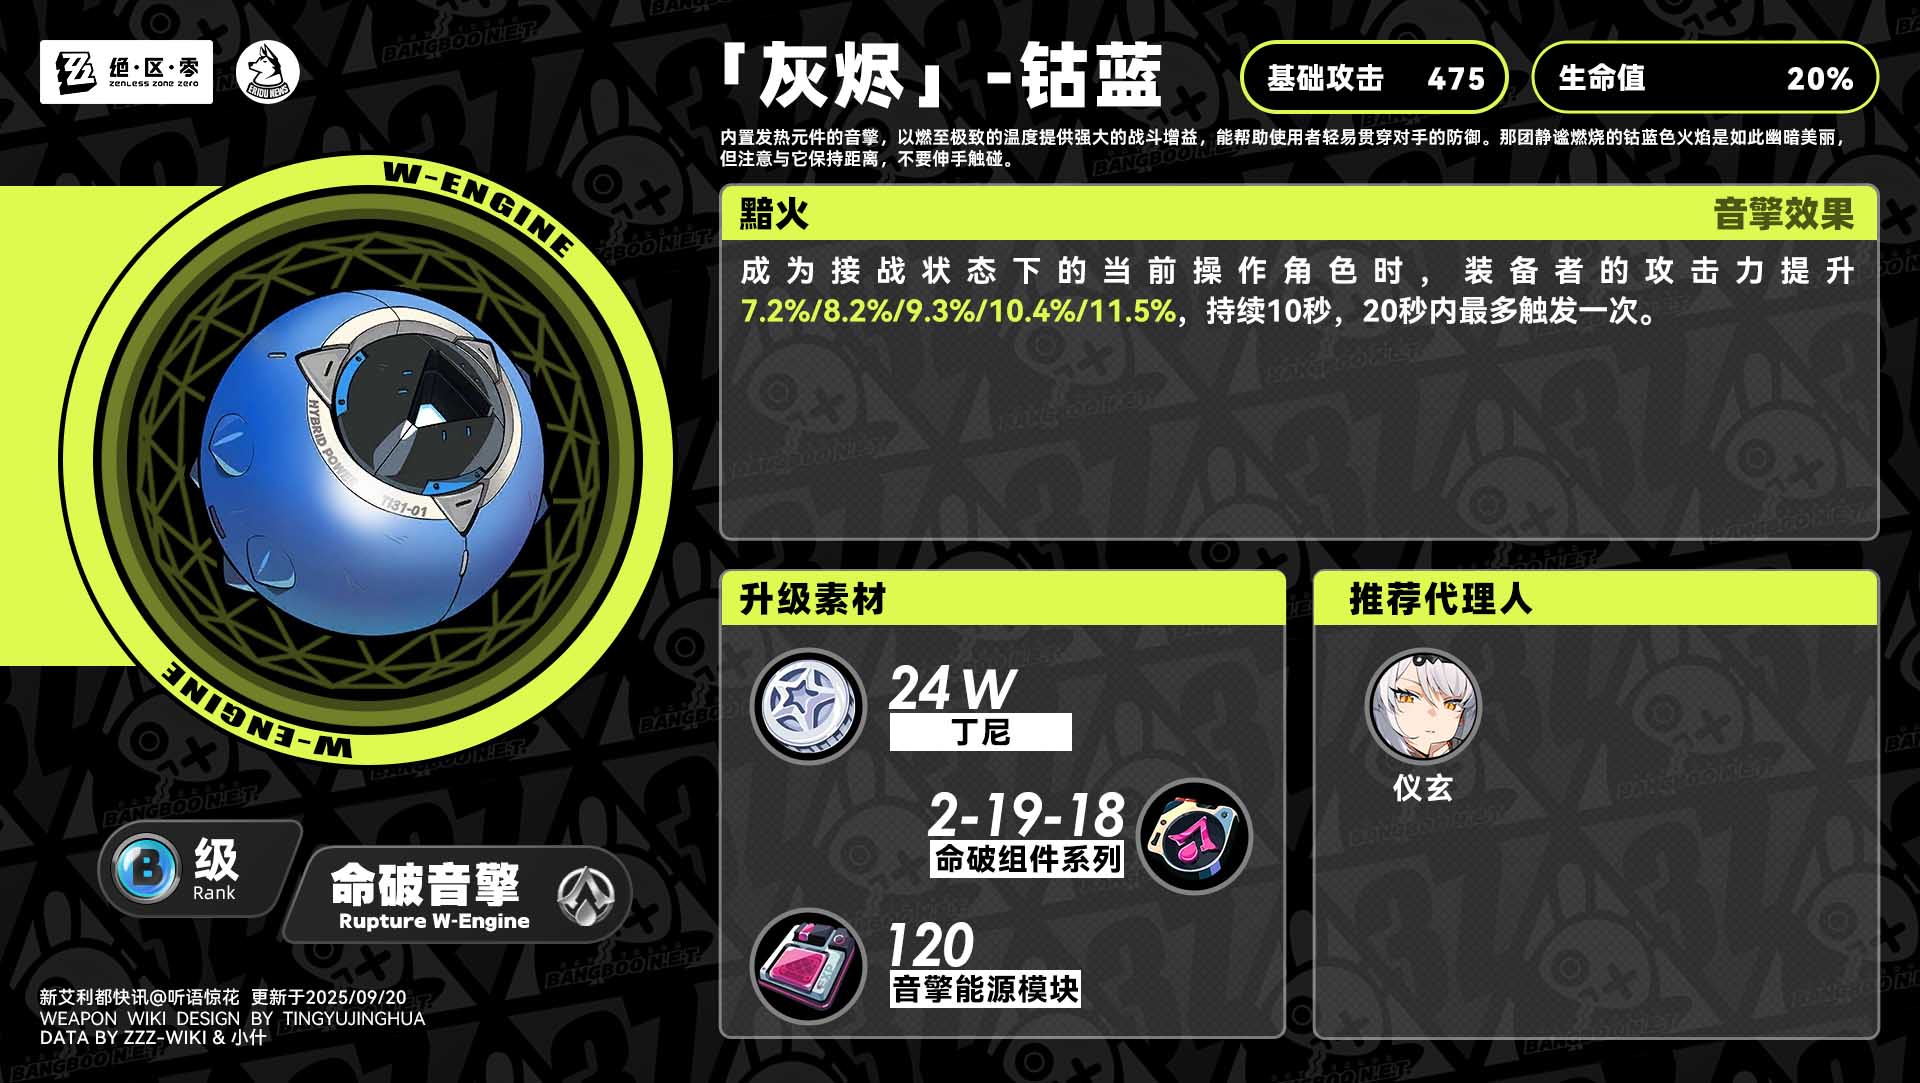 绝·区·零
ZENLESS ZONE ZERO
ERIDU NEWS
「灰烬」-钴蓝
基础攻击 475
生命值 20%
内置发热元件的音擎，以燃至极致的温度提供强大的战斗增益，能帮助使用者轻易贯穿对手的防御。那团静谧燃烧的钴蓝色火焰是如此幽暗美丽，
但注意与它保持距离，不要伸手触碰。
W-ENGINE
HYBRID POWER
TI31-01
W-ENGINE
黯火
音擎效果
成为接战状态下的当前操作角色时，装备者的攻击力提升
7.2%/8.2%/9.3%/10.4%/11.5%，持续10秒，20秒内最多触发一次。
升级素材
24 W
丁尼
2-19-18
命破组件系列
120
音擎能源模块
推荐代理人
仪玄
B
级
Rank
命破音擎
Rupture W-Engine
新艾利都快讯@听语惊花 更新于2025/09/20
WEAPON WIKI DESIGN BY TINGYUJINGHUA
DATA BY ZZZ-WIKI & 小什
BANGBOO N.E.T.